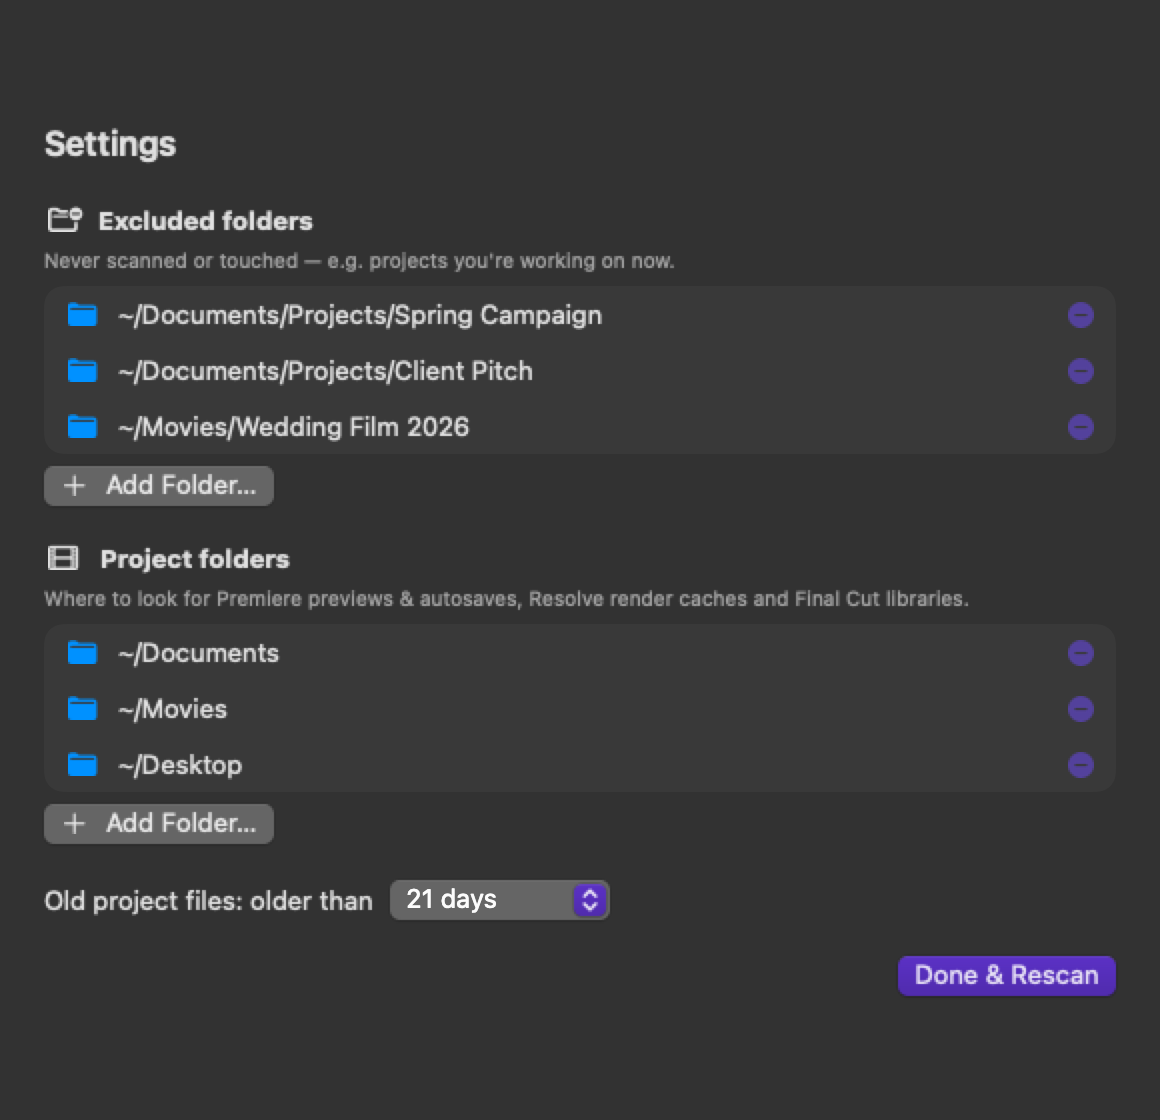 Settings
Excluded folders
Never scanned or touched — e.g. projects you're working on now.
~/Documents/Projects/Spring Campaign
~/Documents/Projects/Client Pitch
~/Movies/Wedding Film 2026
+ Add Folder...
Project folders
Where to look for Premiere previews & autosaves, Resolve render caches and Final Cut libraries.
~/Documents
~/Movies
~/Desktop
+ Add Folder...
Old project files: older than 21 days
Done & Rescan